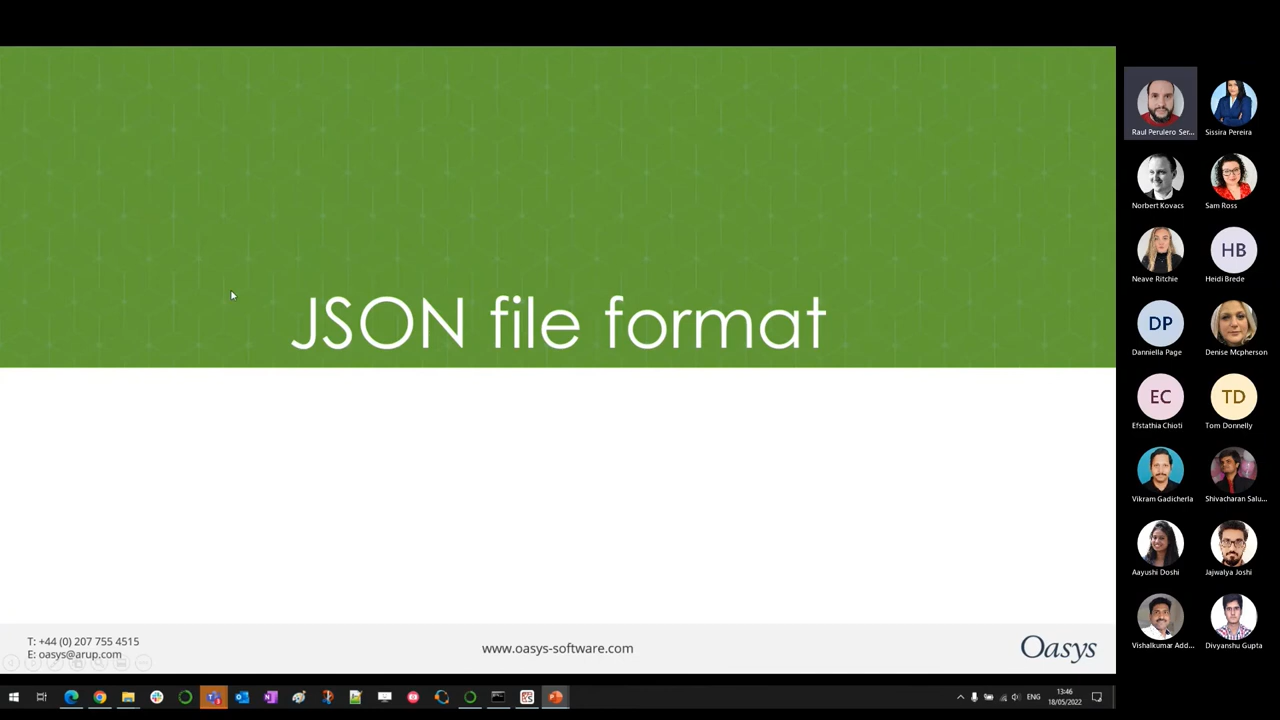 JSON file format
T: +44 (0) 207 755 4515
E: oasys@arup.com
www.oasys-software.com
Oasys
Raul Perulero Ser...
Sissira Pereira
Norbert Kovacs
Sam Ross
Neave Ritchie
HB
Heidi Brede
DP
Danniella Page
Denise Mcpherson
EC
Efstathia Chioti
TD
Tom Donnelly
Vikram Gadicherla
Shivacharan Salu...
Aayushi Doshi
Jajwalya Joshi
Vishalkumar Add...
Divyanshu Gupta
ENG
13:46
18/05/2022